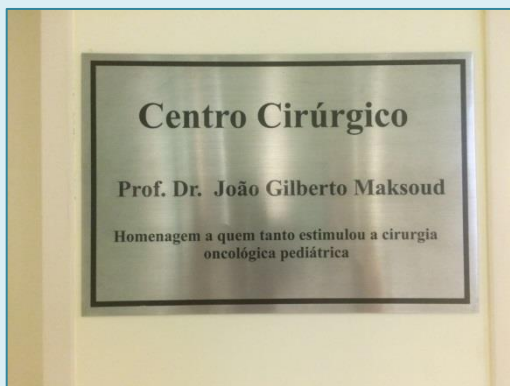 Centro Cirúrgico
Prof. Dr. João Gilberto Maksoud
Homenagem a quem tanto estimulou a cirurgia
oncológica pediátrica